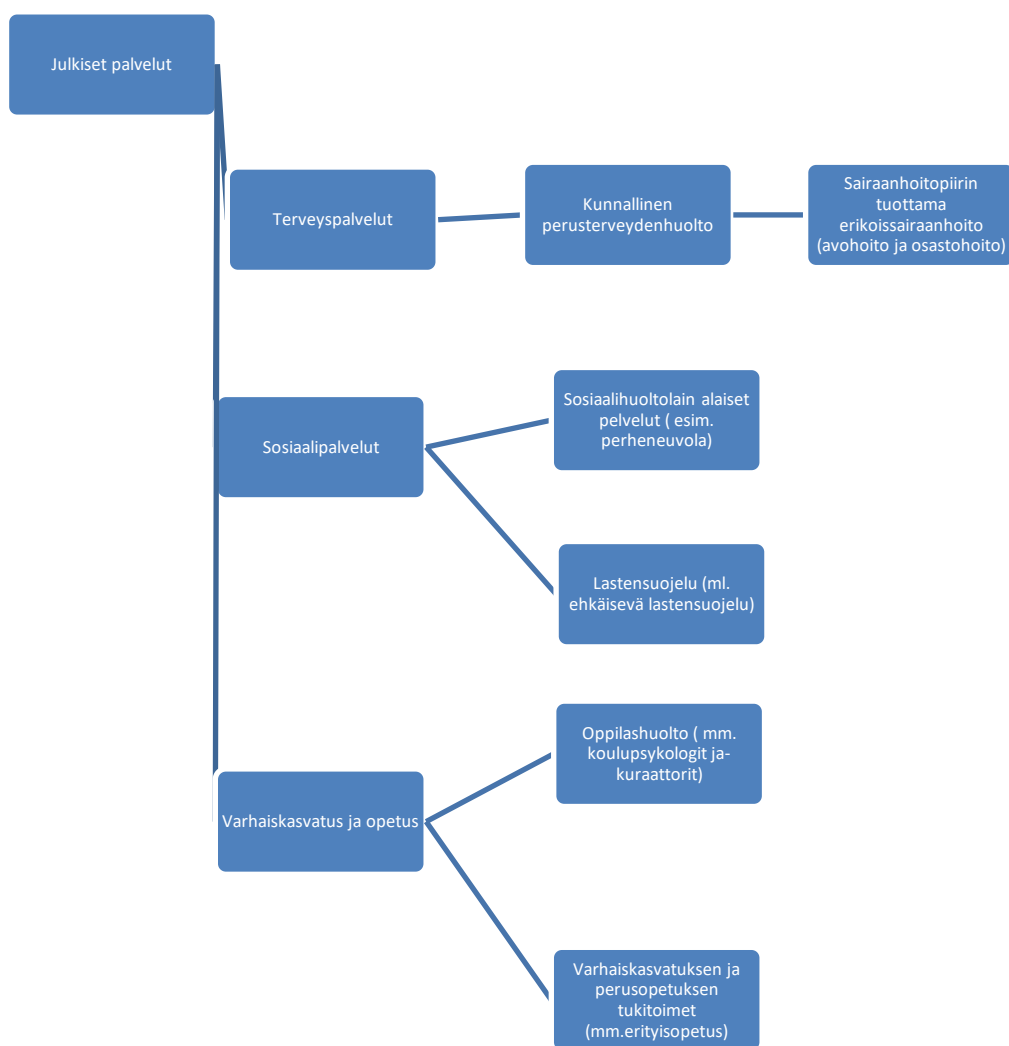 Julkiset palvelut
Terveyspalvelut
Kunnallinen
perusterveydenhuolto
Sairaanhoitopiirin
tuottama
erikoissairaanhoito
(avohoito ja osastohoito)
Sosiaalipalvelut
Sosiaalihuoltolain alaiset
pelvelut ( esim.
perheneuvola)
Lastensuojelu (ml.
ehkäisevä lastensuojelu)
Varhaiskasvatus ja opetus
Oppilashuolto ( mm.
koulupsykologit ja-
kuraattorit)
Varhaiskasvatuksen ja
perusopetuksen
tukitoimet
(mm.erityisopetus)